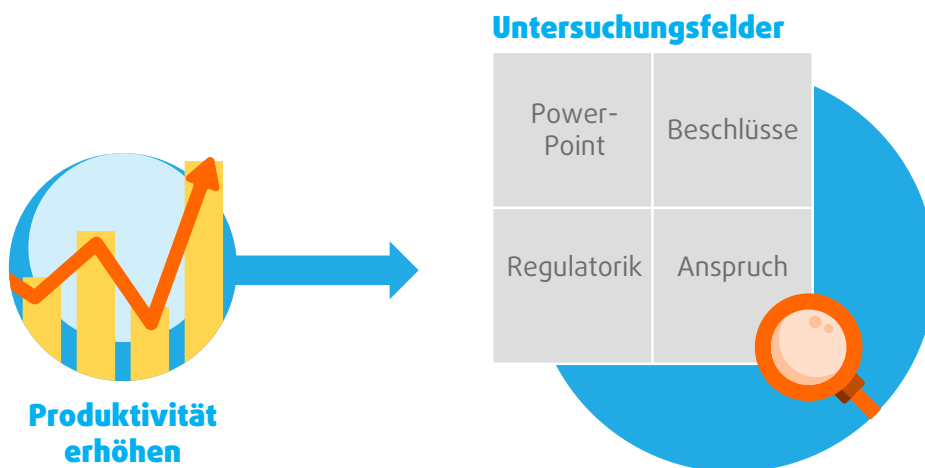 Untersuchungsfelder
Power-
Point
Beschlüsse
Regulatorik
Anspruch
Produktivität
erhöhen